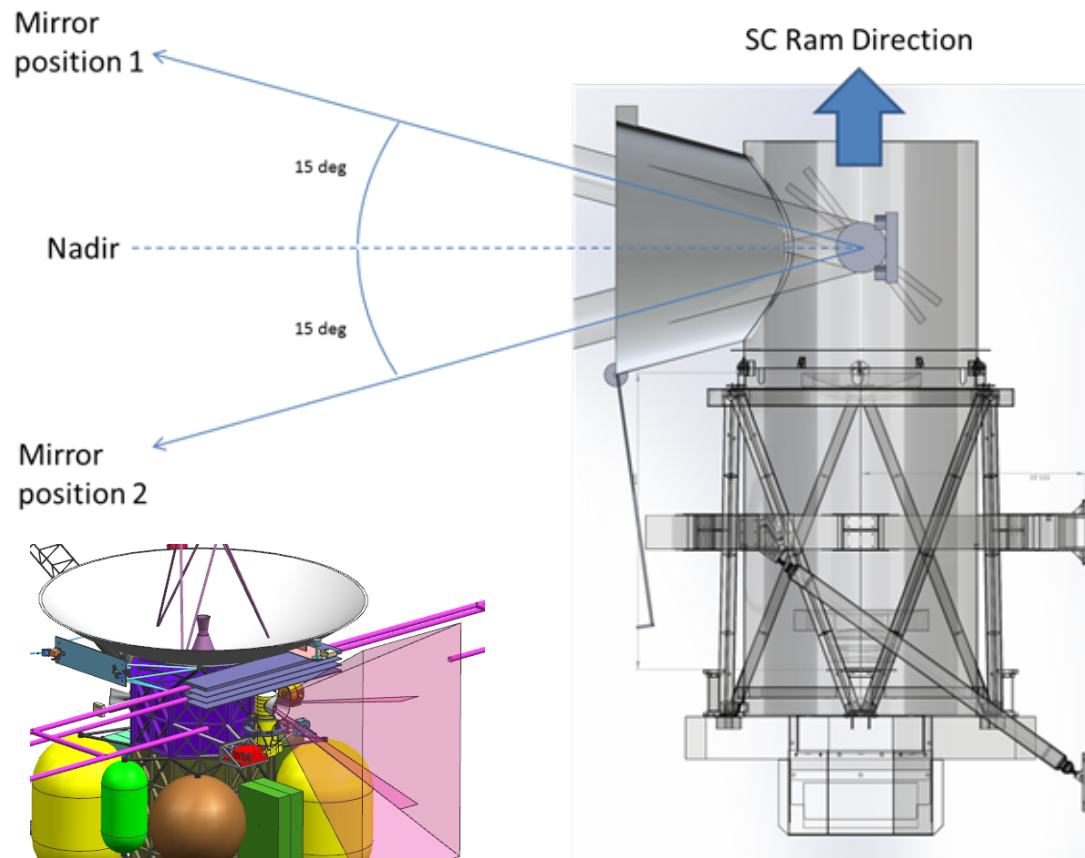 Mirror
position 1
SC Ram Direction
15 deg
Nadir
15 deg
Mirror
position 2